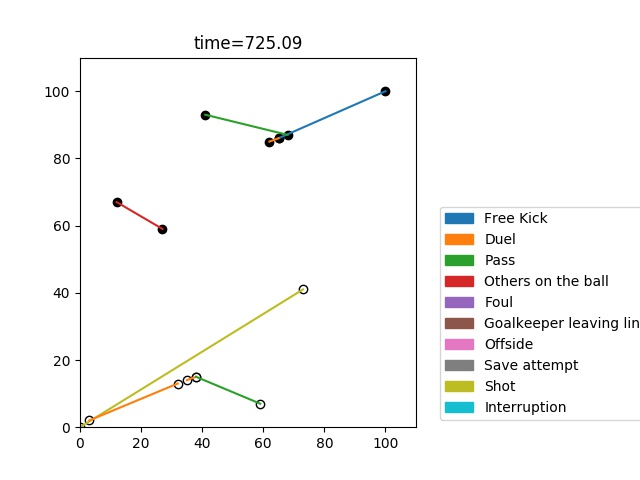 time=725.09
100
80
60
40
20
0
0 20 40 60 80 100
Free Kick
Duel
Pass
Others on the ball
Foul
Goalkeeper leaving lin
Offside
Save attempt
Shot
Interruption